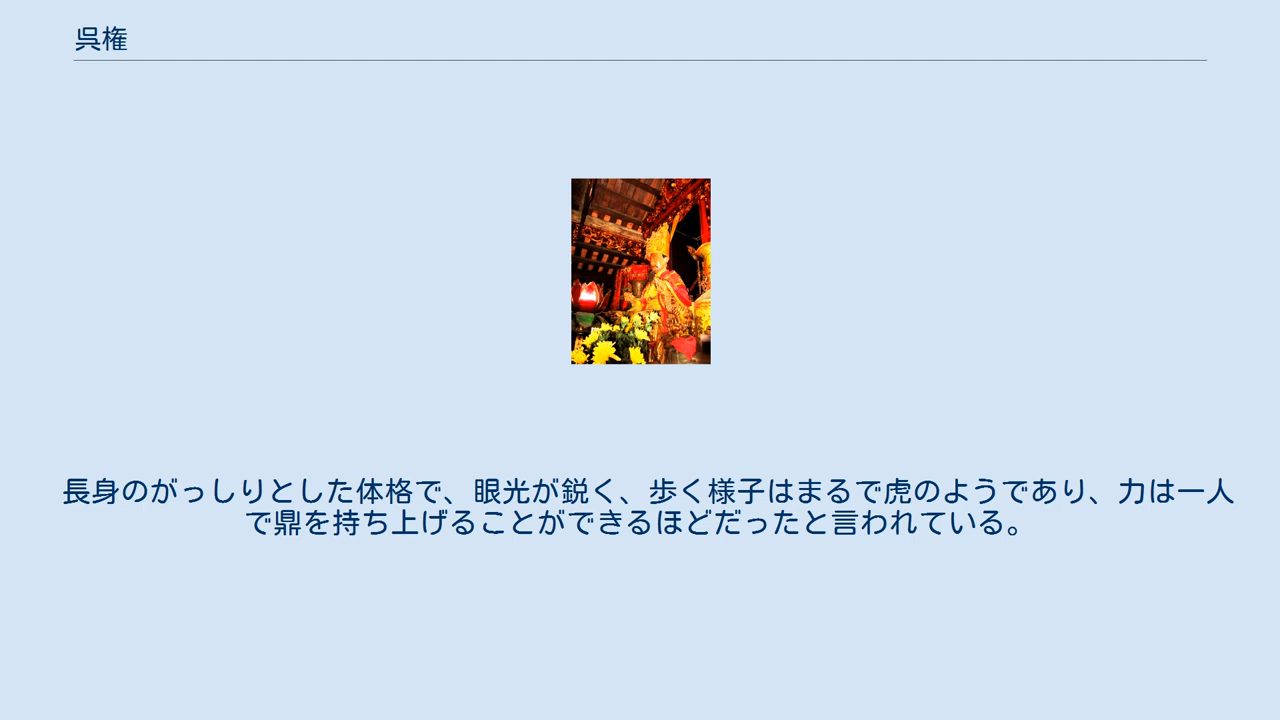 呉権
長身のがっしりとした体格で、眼光が鋭く、歩く様子はまるで虎のようであり、力は一人
で鼎を持ち上げることができるほどだったと言われている。